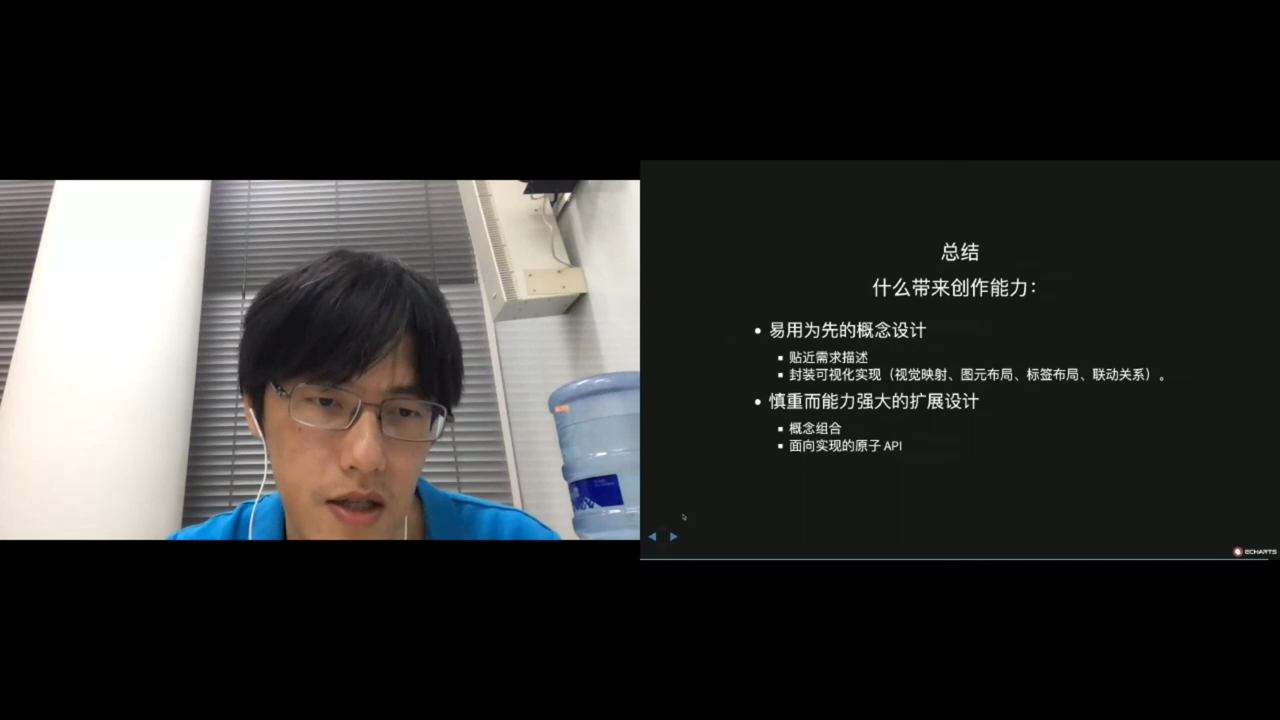 总结
什么带来创作能力：
• 易用为先的概念设计
▪ 贴近需求描述
▪ 封装可视化实现（视觉映射、图元布局、标签布局、联动关系）。
• 慎重而能力强大的扩展设计
▪ 概念组合
▪ 面向实现的原子 API
ECHARTS